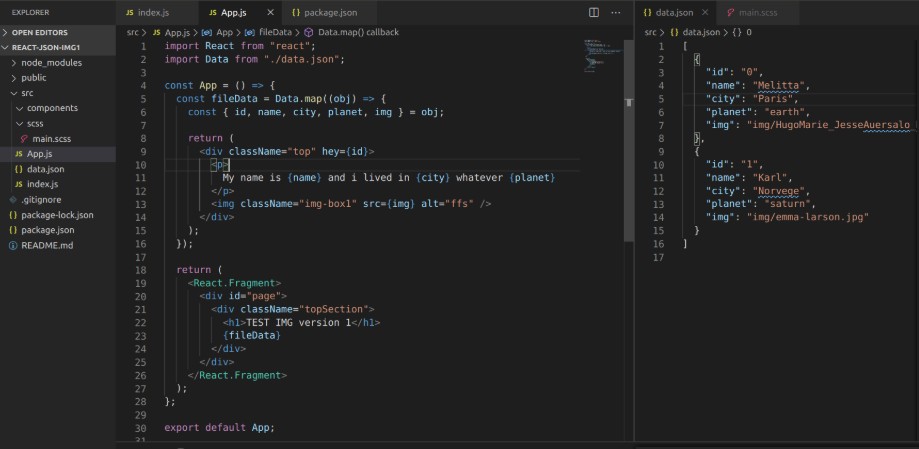 EXPLORER
OPEN EDITORS
REACT-JSON-IMG1
node_modules
public
src
components
scss
main.scss
JS App.js
{} data.json
JS index.js
.gitignore
{} package-lock.json
{} package.json
README.md
JS index.js JS App.js {} package.json
src > JS App.js > App > fileData > Data.map() callback
1 import React from "react";
2 import Data from "./data.json";
3
4 const App = () => {
5 const fileData = Data.map((obj) => {
6 const { id, name, city, planet, img } = obj;
7
8 return (
9 <div className="top" hey={id}>
10 <p>
11 My name is {name} and i lived in {city} whatever {planet}
12 </p>
13 <img className="img-box1" src={img} alt="ffs" />
14 </div>
15 );
16 });
17
18 return (
19 <React.Fragment>
20 <div id="page">
21 <div className="topSection">
22 <h1>TEST IMG version 1</h1>
23 {fileData}
24 </div>
25 </div>
26 </React.Fragment>
27 );
28 };
29
30 export default App;
31
{} data.json main.scss
src > {} data.json > {} 0
1 [
2 {
3 "id": "0",
4 "name": "Melitta",
5 "city": "Paris",
6 "planet": "earth",
7 "img": "img/HugoMarie_JesseAuersalo
8 },
9 {
10 "id": "1",
11 "name": "Karl",
12 "city": "Norvege",
13 "planet": "saturn",
14 "img": "img/emma-larson.jpg"
15 }
16 ]
17